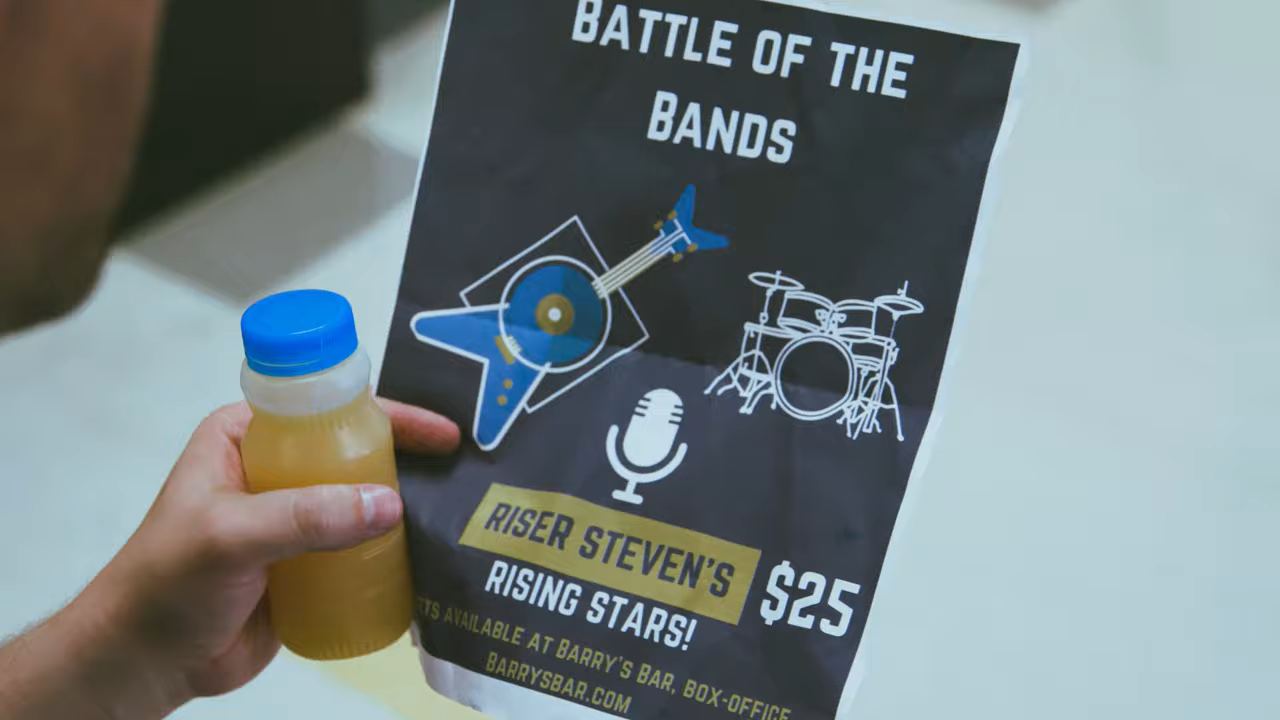 BATTLE OF THE
BANDS
RISER STEVEN'S
$25
RISING STARS!
AVAILABLE AT BARRY'S BAR, BOX-OFFICE
BARRYSBAR.COM